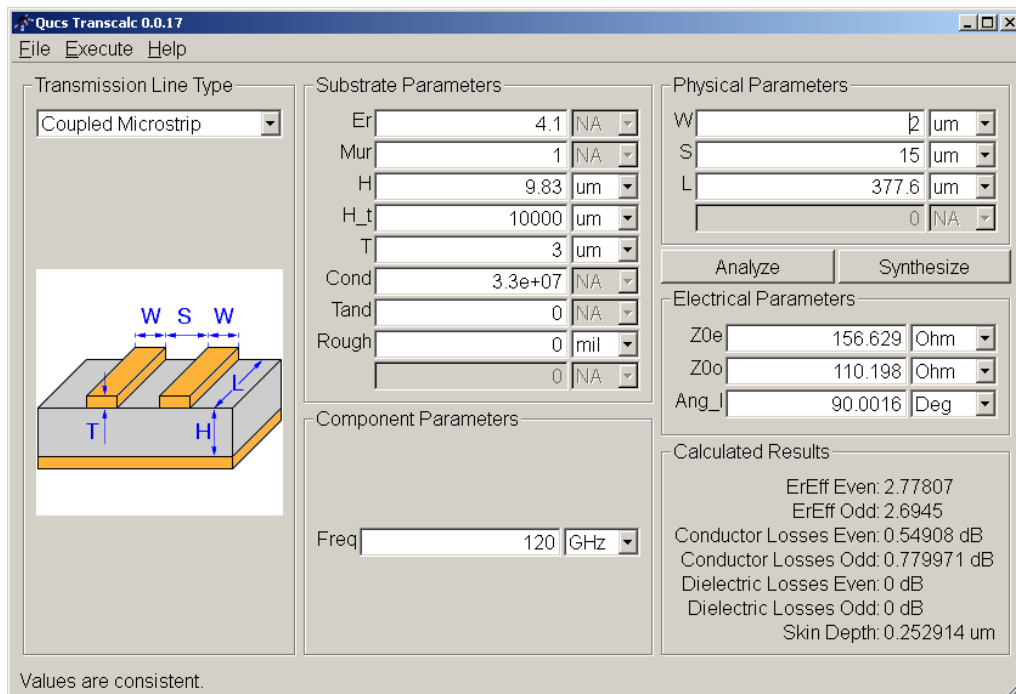 Qucs Transcalc 0.0.17
File Execute Help
Transmission Line Type
Coupled Microstrip
W S W
L
T
H
Substrate Parameters
Er 4.1 NA
Mur 1 NA
H 9.83 um
H_t 10000 um
T 3 um
Cond 3.3e+07 NA
Tand 0 NA
Rough 0 mil
0 NA
Component Parameters
Freq 120 GHz
Physical Parameters
W 2 um
S 15 um
L 377.6 um
0 NA
Analyze Synthesize
Electrical Parameters
Z0e 156.629 Ohm
Z0o 110.198 Ohm
Ang_l 90.0016 Deg
Calculated Results
ErEff Even: 2.77807
ErEff Odd: 2.6945
Conductor Losses Even: 0.54908 dB
Conductor Losses Odd: 0.779971 dB
Dielectric Losses Even: 0 dB
Dielectric Losses Odd: 0 dB
Skin Depth: 0.252914 um
Values are consistent.